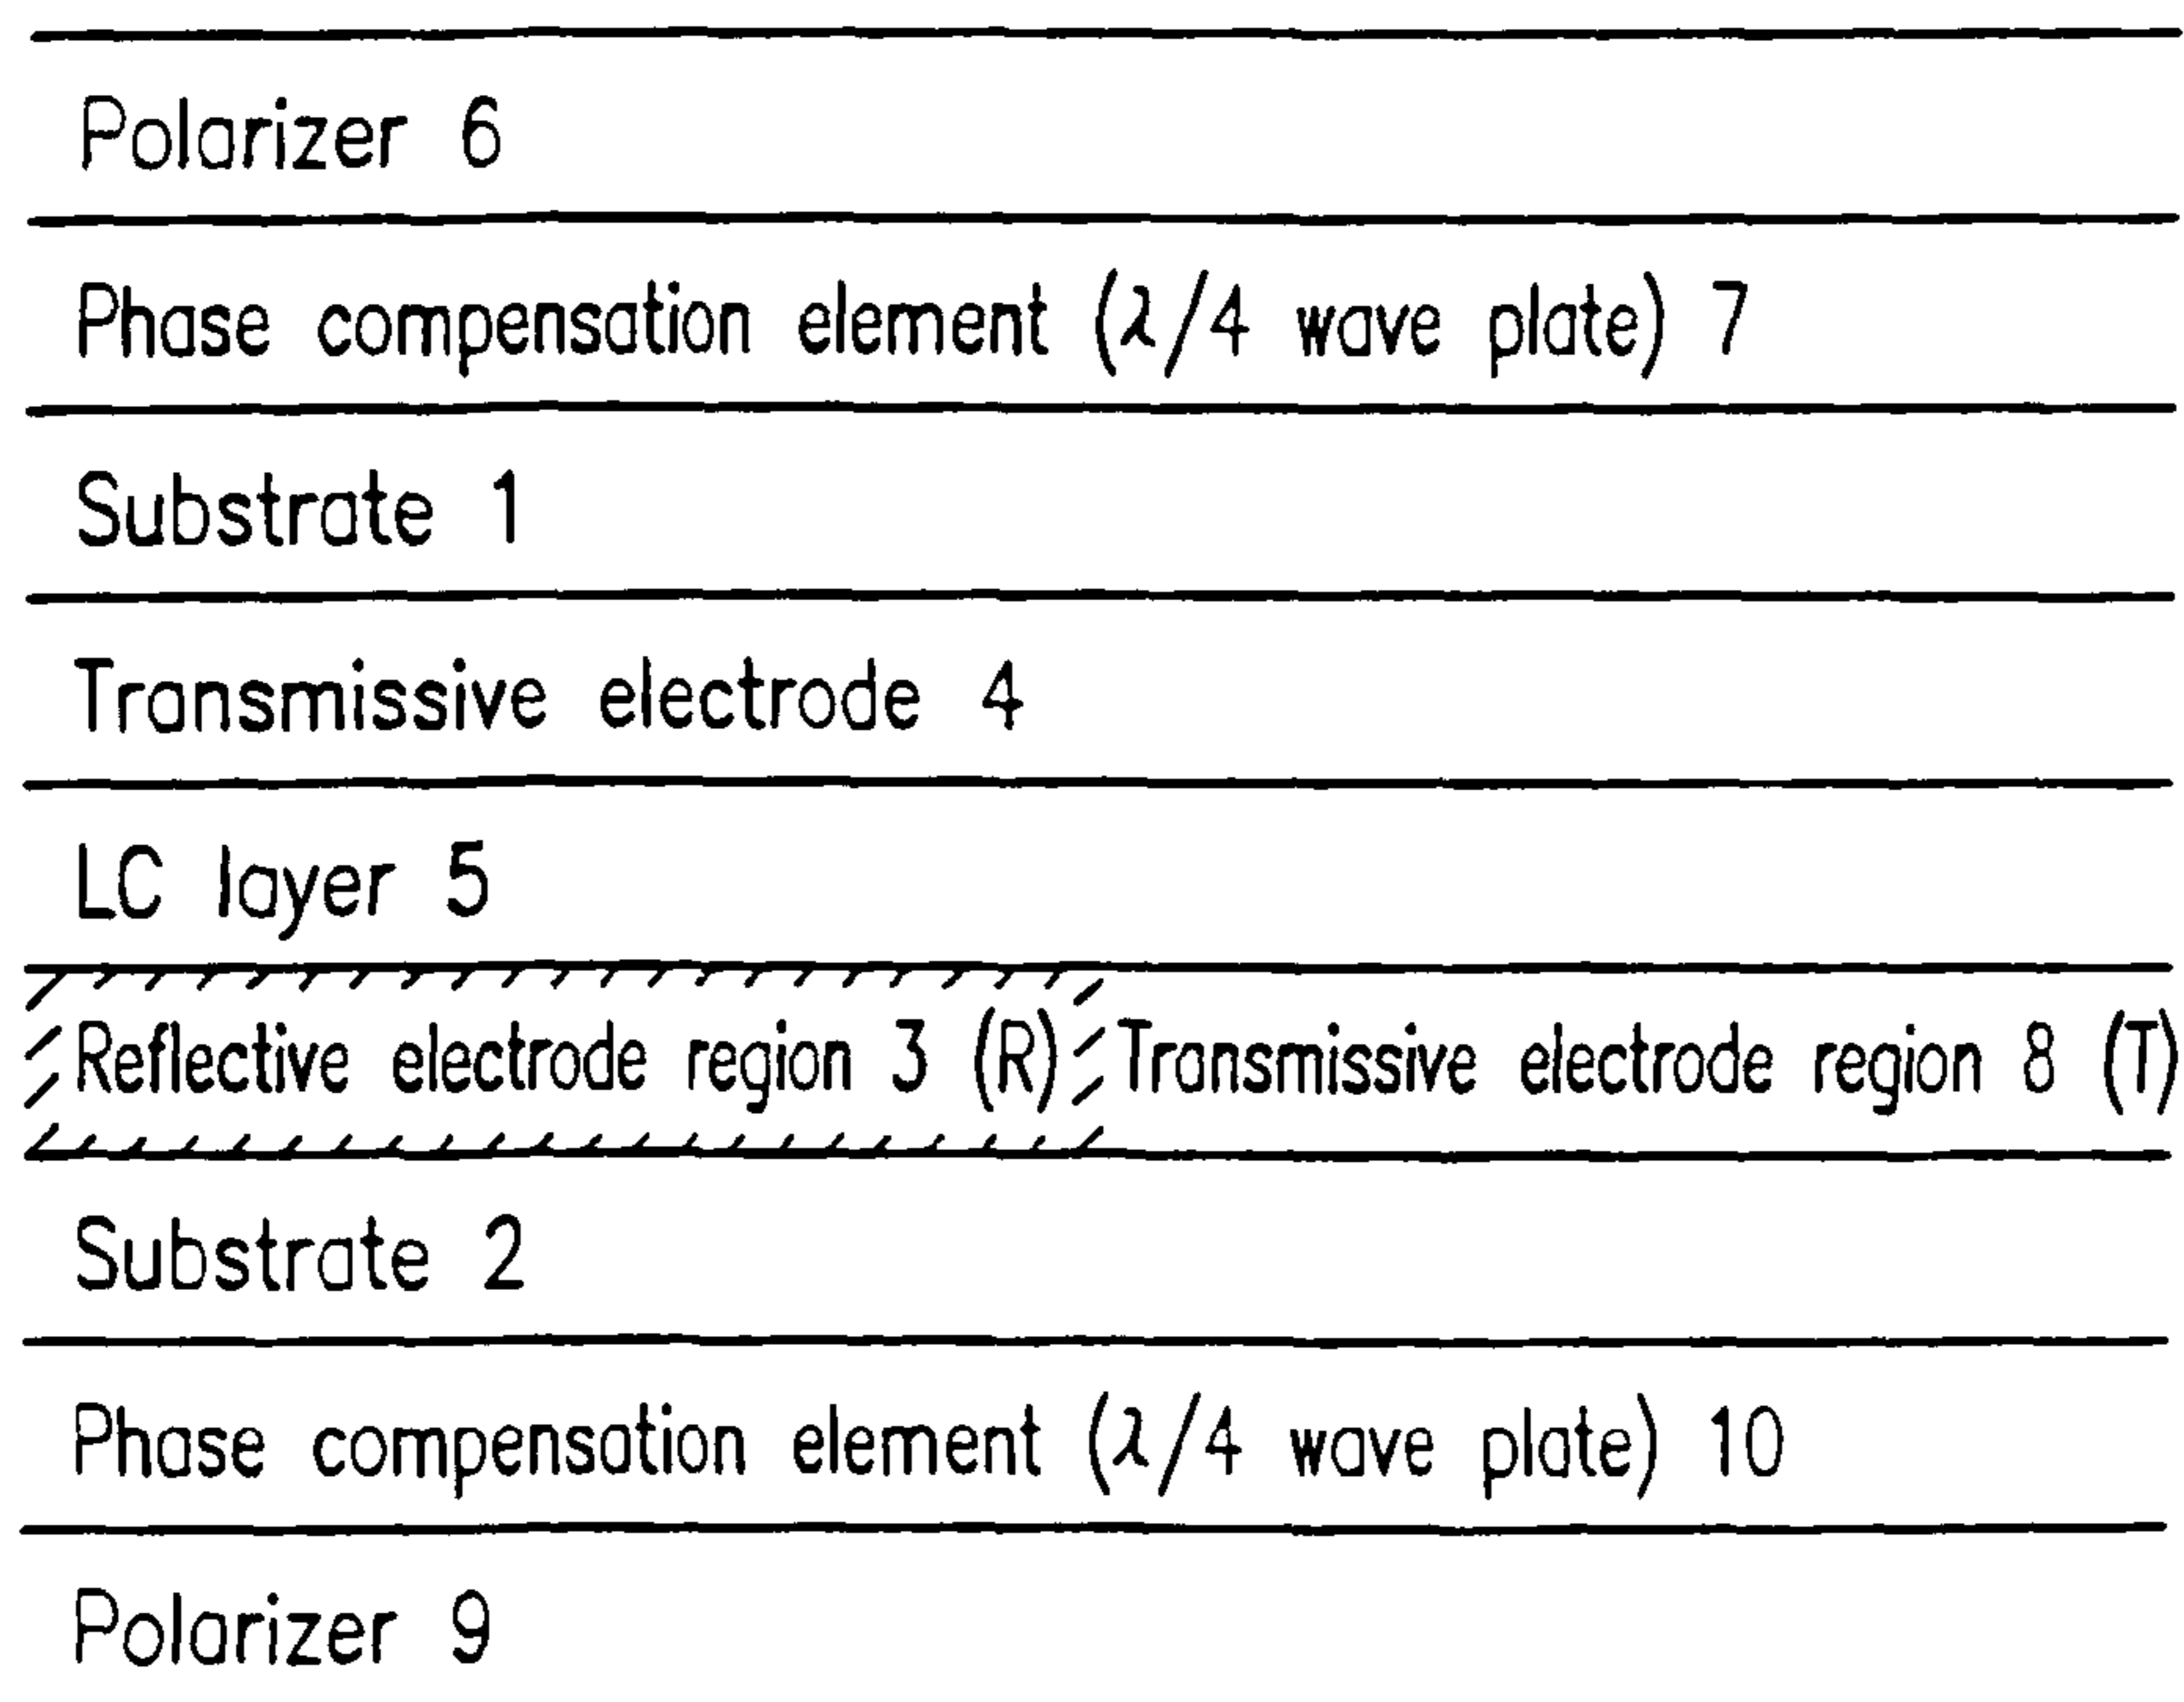 Polarizer 6
Phase compensation element (λ/4 wave plate) 7
Substrate 1
Transmissive electrode 4
LC layer 5
Reflective electrode region 3 (R) Transmissive electrode region 8 (T)
Substrate 2
Phase compensation element (λ/4 wave plate) 10
Polarizer 9